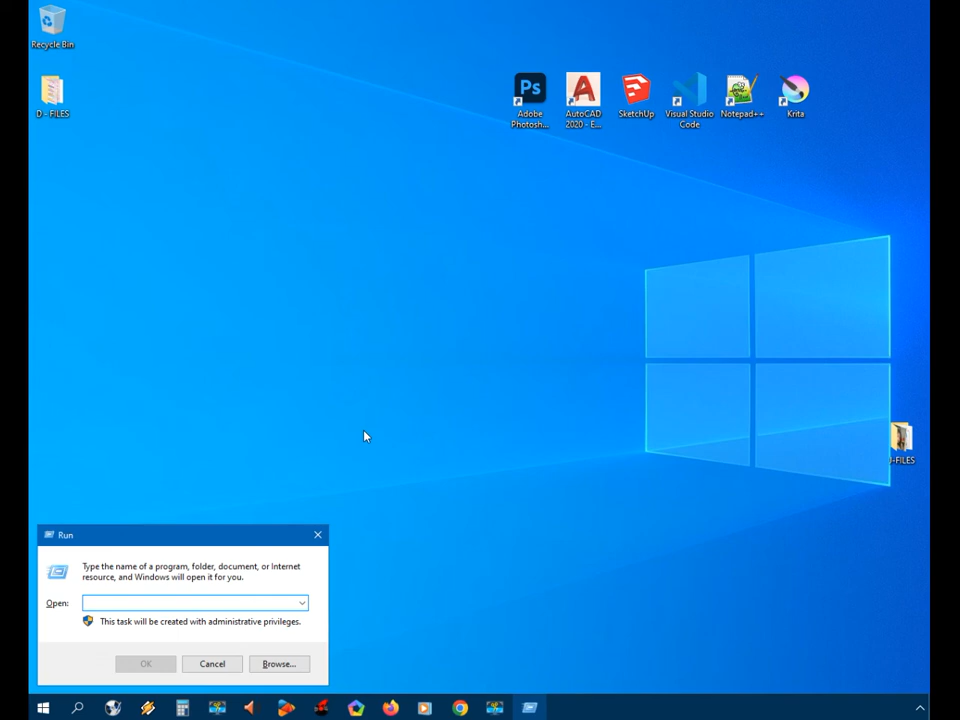 Recycle Bin
D - FILES
Ps
Adobe
Photosh...
A
AutoCAD
2020 - E...
SketchUp
Visual Studio
Code
Notepad++
Krita
Run
Type the name of a program, folder, document, or Internet
resource, and Windows will open it for you.
Open:
This task will be created with administrative privileges.
OK
Cancel
Browse...